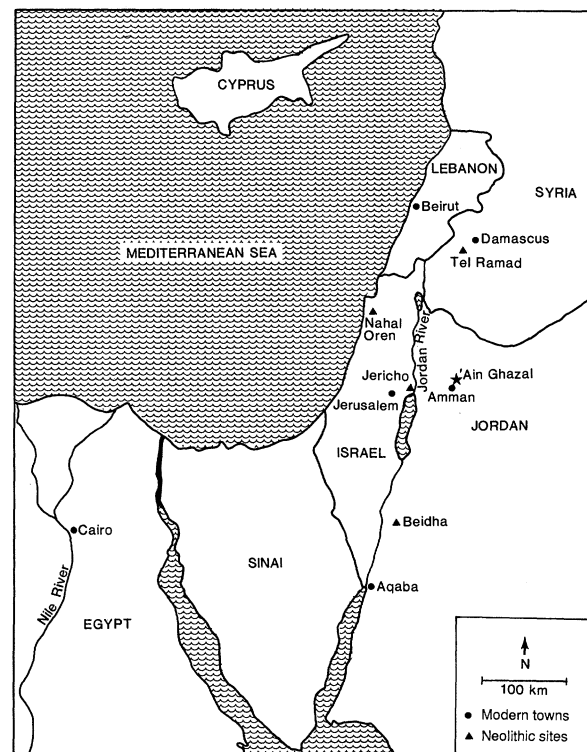 CYPRUS
LEBANON
SYRIA
Beirut
Damascus
MEDITERRANEAN SEA
Tel Ramad
Nahal
Oren
Jordan River
Jericho
'Ain Ghazal
Jerusalem
Amman
JORDAN
ISRAEL
Beidha
Cairo
SINAI
Aqaba
Nile River
EGYPT
N
100 km
Modern towns
Neolithic sites